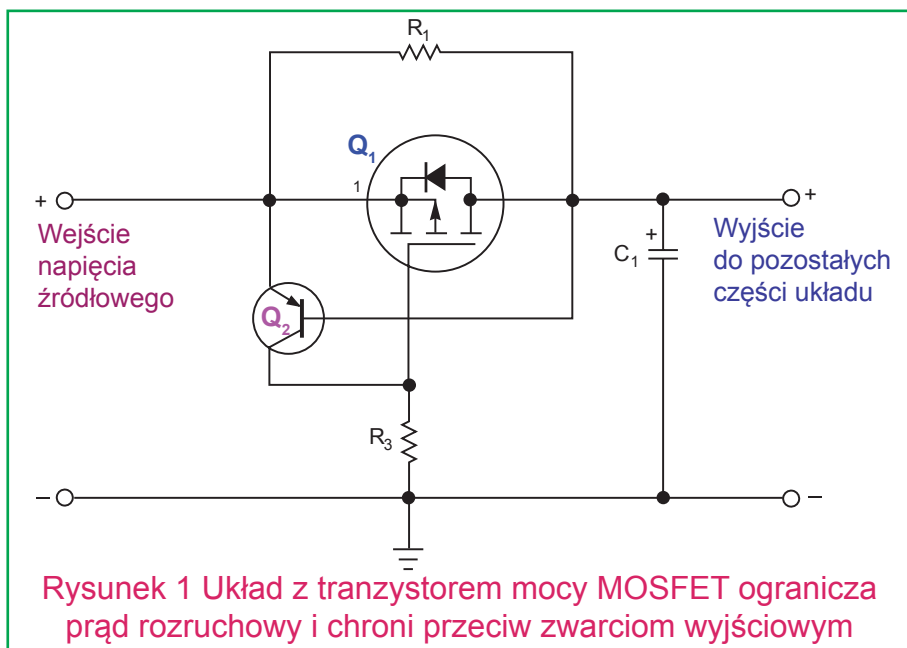 R1
Q1
1
+
+
Wejście
napięcia
źródłowego
Wyjście
do pozostałych
części układu
+
C1
Q2
R3
–
–
Rysunek 1 Układ z tranzystorem mocy MOSFET ogranicza
prąd rozruchowy i chroni przeciw zwarciom wyjściowym